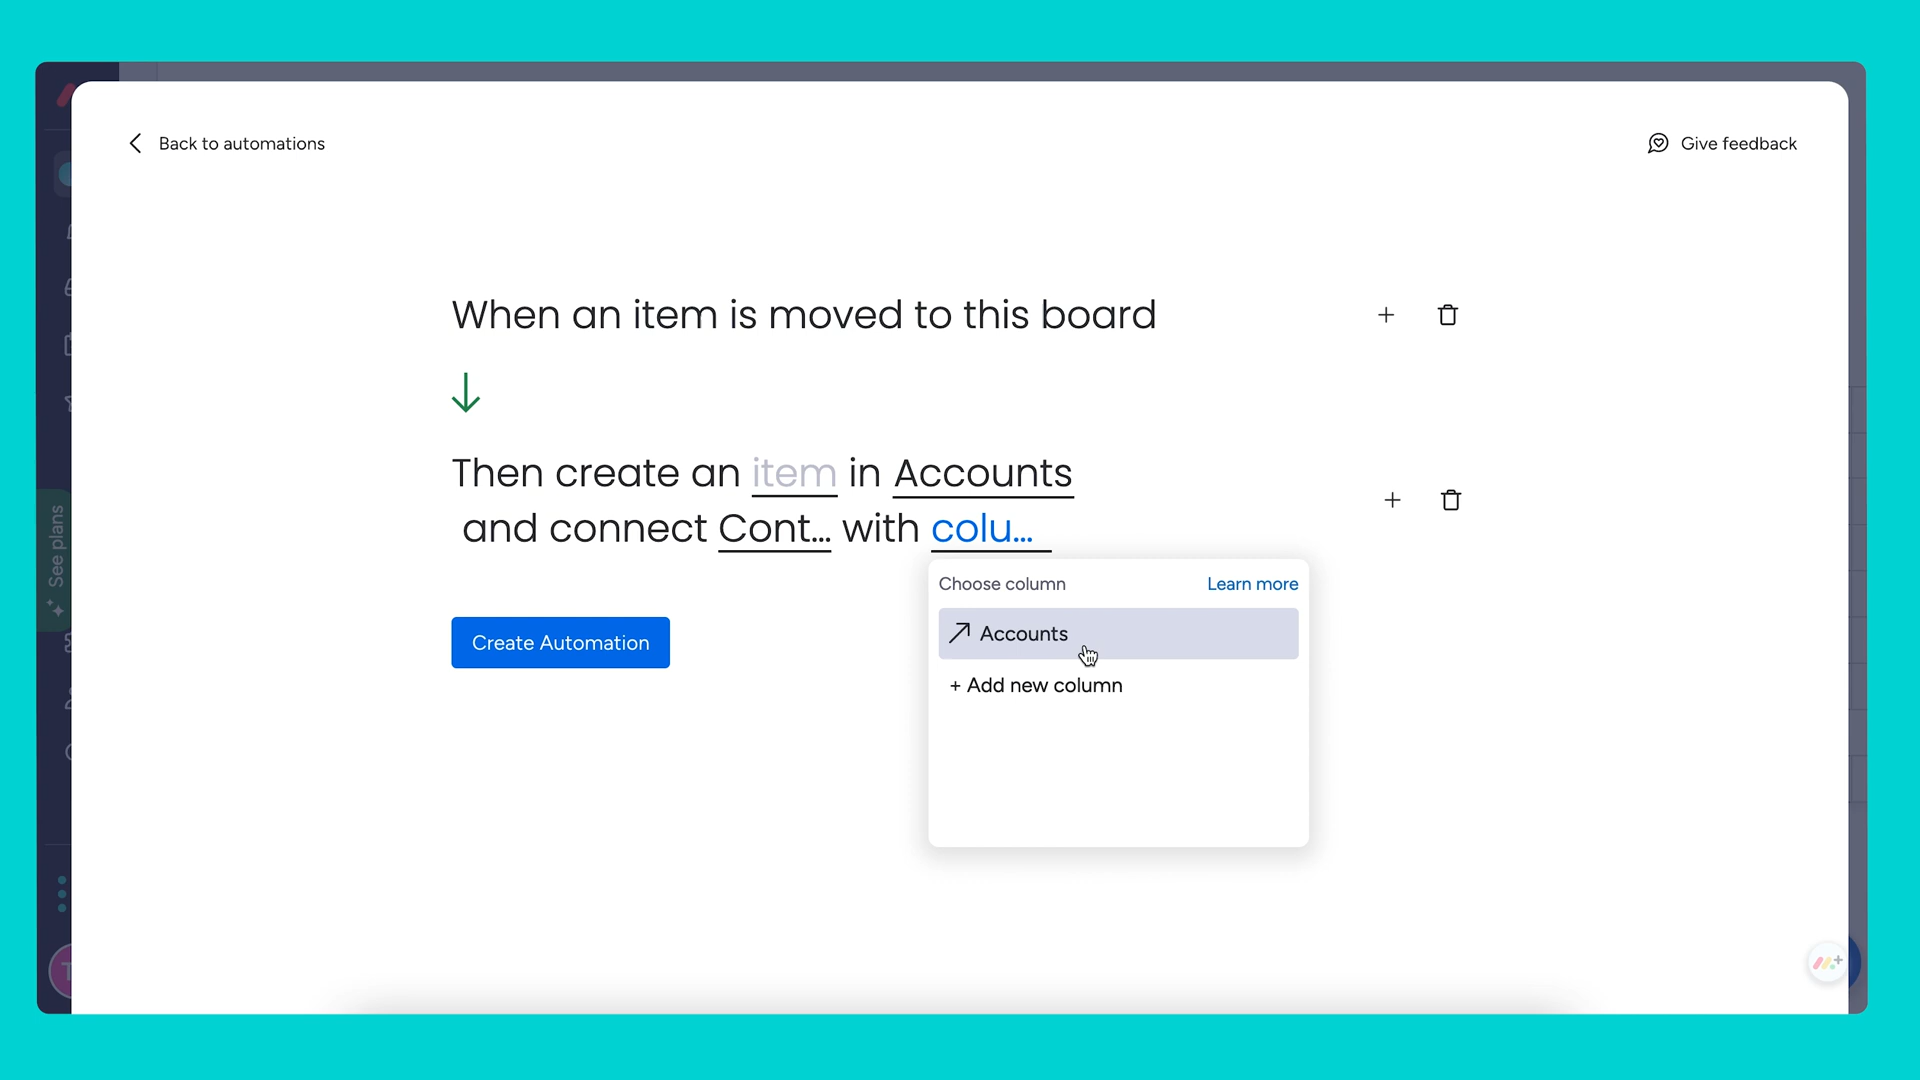 Back to automations
Give feedback
When an item is moved to this board
Then create an item in Accounts
and connect Cont... with colu...
Choose column
Learn more
Accounts
+ Add new column
Create Automation
See plans
T